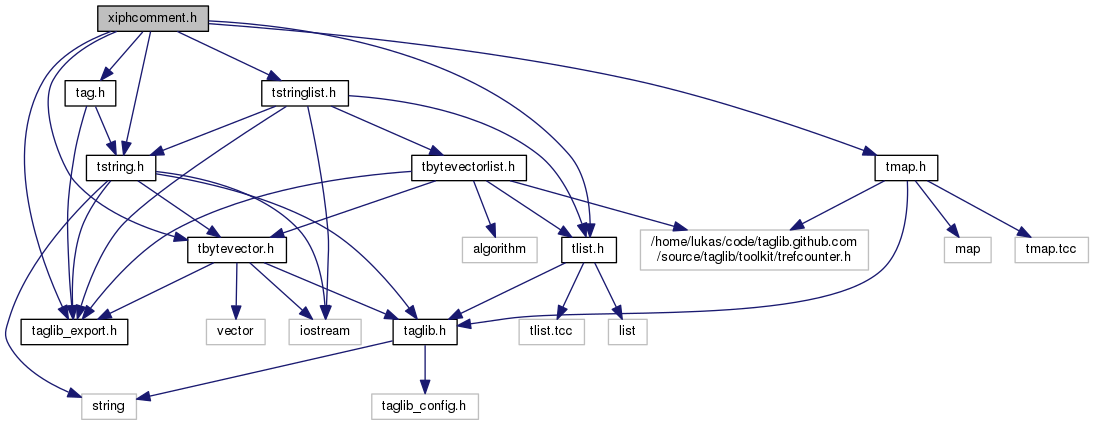 xiphcomment.h
tag.h
tstringlist.h
tstring.h
tbytevectorlist.h
tmap.h
tbytevector.h
algorithm
tlist.h
/home/lukas/code/taglib.github.com
/source/taglib/toolkit/trefcounter.h
map
tmap.tcc
taglib_export.h
vector
iostream
taglib.h
tlist.tcc
list
string
taglib_config.h